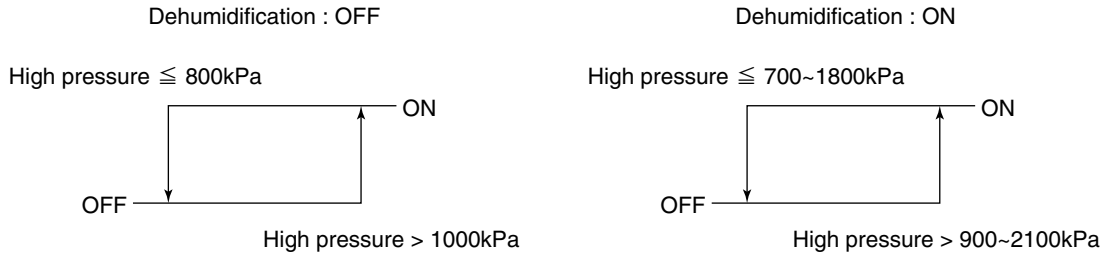 Dehumidification : OFF
High pressure ≦ 800kPa
ON
OFF
High pressure > 1000kPa
Dehumidification : ON
High pressure ≦ 700~1800kPa
ON
OFF
High pressure > 900~2100kPa